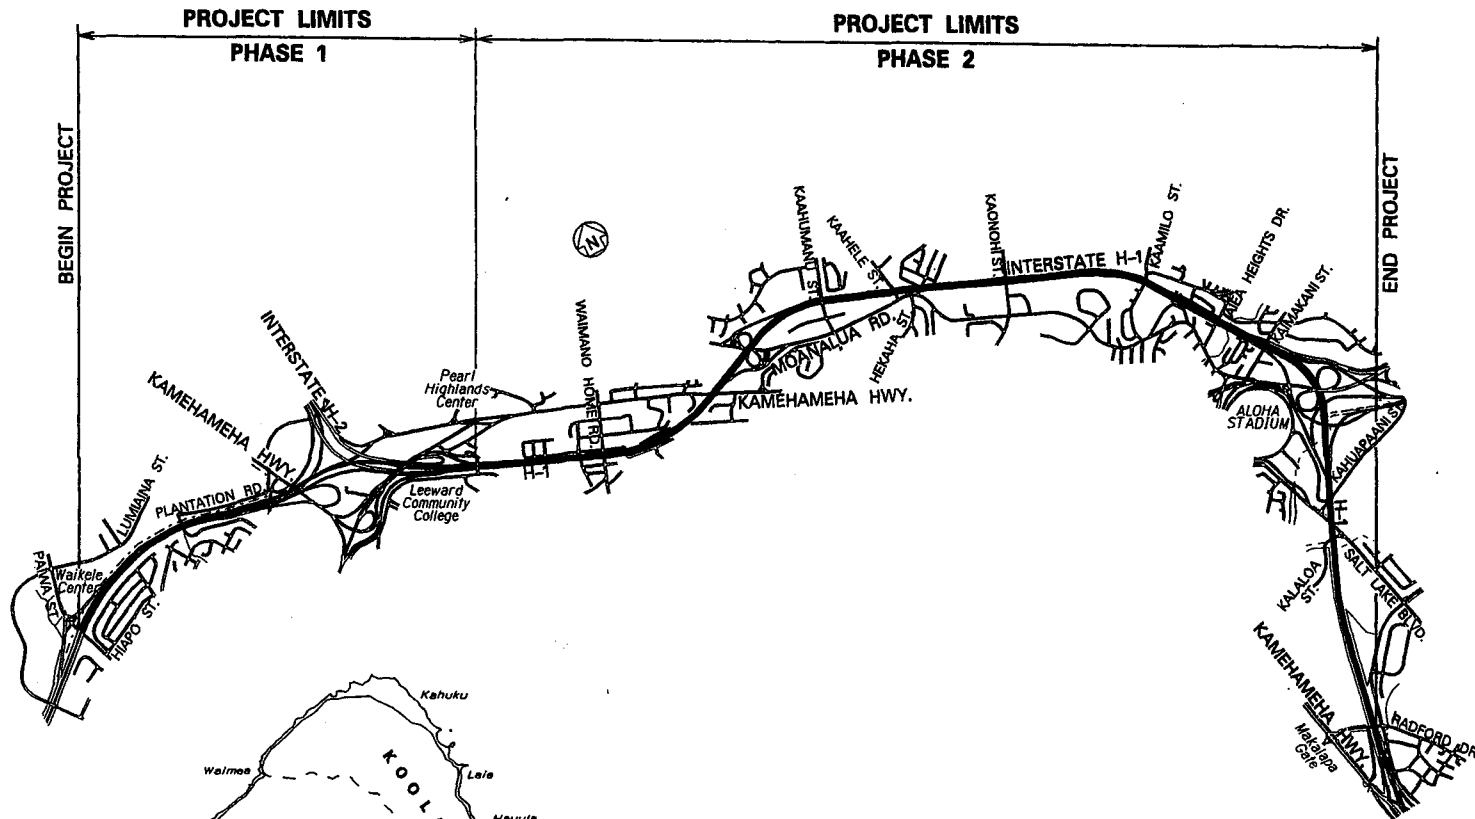 PROJECT LIMITS
PHASE 1
PROJECT LIMITS
PHASE 2
BEGIN PROJECT
END PROJECT
N
KAAHUMANU ST.
KAAHELE ST.
KAONOHI ST.
INTERSTATE H-1
KAAMILO ST.
AIEA HEIGHTS DR.
KAIMAKANI ST.
INTERSTATE H-2
WAIMANO HOME RD.
MOANALUA RD.
HEKAHA ST.
KAMEHAMEHA HWY.
Pearl
Highlands
Center
KAMEHAMEHA HWY.
ALOHA
STADIUM
KAHUAPAANI ST.
H-1
LUMIAINA ST.
PLANTATION RD.
Leeward
Community
College
H-1
PAIWA ST.
Waikele
Center
HIAPO ST.
KALALOA
ST.
SALT LAKE BLVD.
KAMEHAMEHA HWY.
Makalapa
Gate
RADFORD DR.
Kahuku
Waimea
Laie
KOOL
Hauula